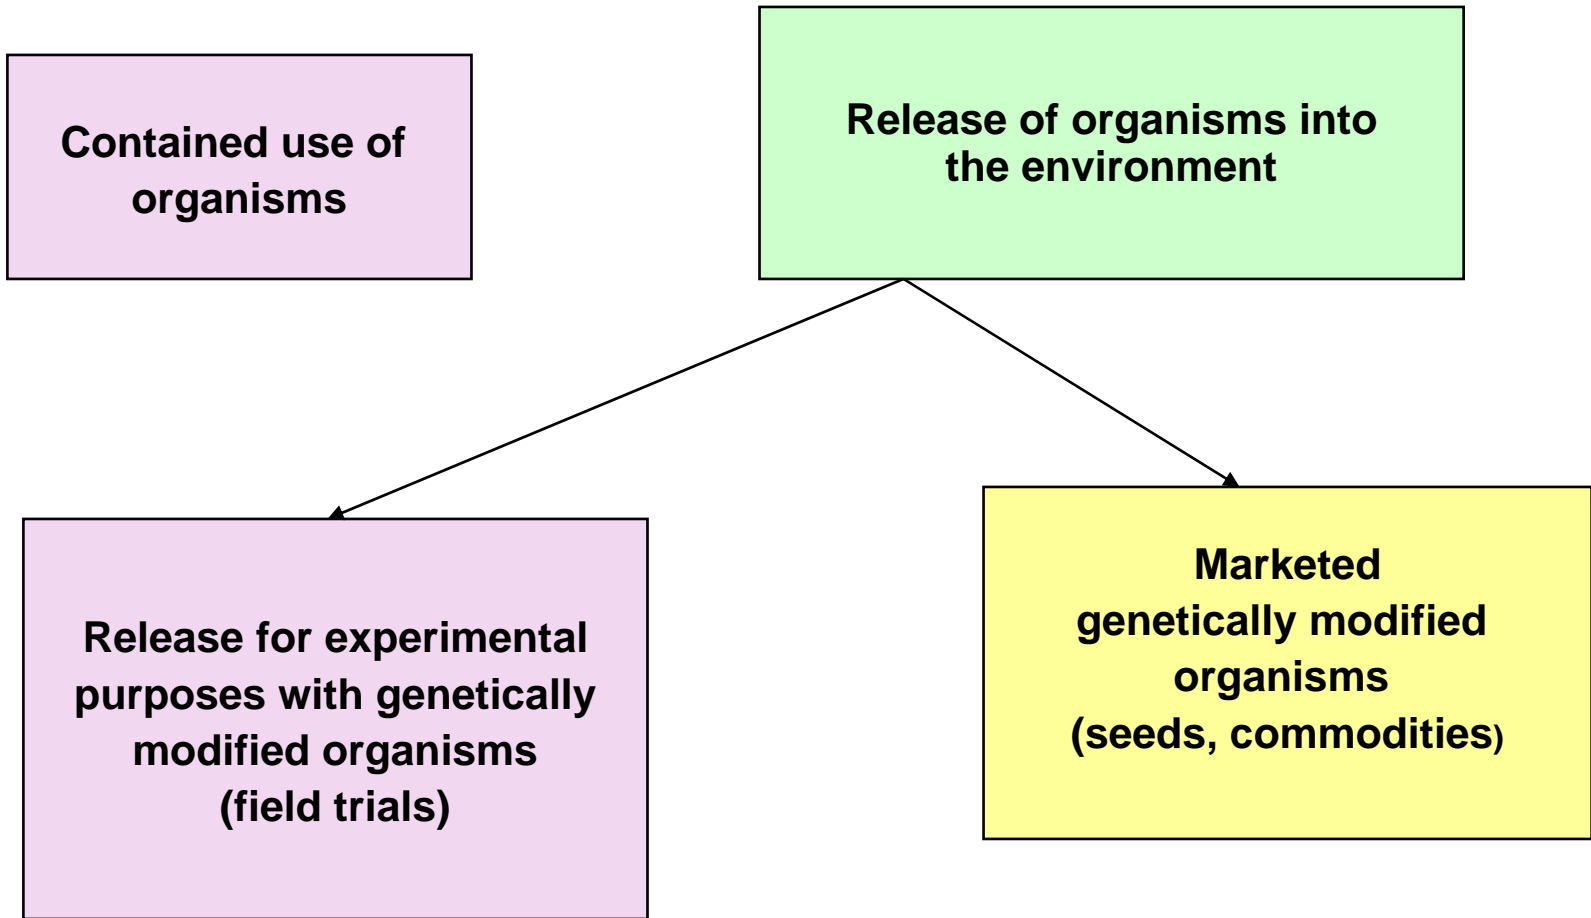 Contained use of
organisms
Release of organisms into
the environment
Release for experimental
purposes with genetically
modified organisms
(field trials)
Marketed
genetically modified
organisms
(seeds, commodities)